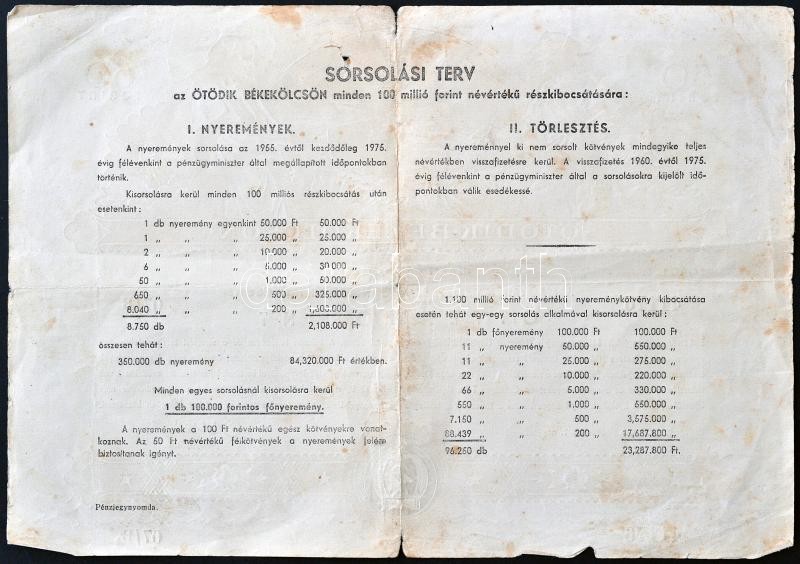 SORSOLÁSI TERV
az ÖTÖDIK BÉKEKÖLCSÖN minden 100 millió forint névértékű részkibocsátására :
I. NYEREMÉNYEK.
A nyeremények sorsolása az 1955. évtől kezdődőleg 1975.
évig félévenkint a pénzügyminiszter által megállapított időpontokban
történik.
Kisorsolásra kerül minden 100 milliós részkibocsátás után
esetenkint :
1 db nyeremény egyenkint 50.000 Ft 50.000 Ft
1 „ „ „ 25.000 „ 25.000 „
2 „ „ „ 10.000 „ 20.000 „
6 „ „ „ 5.000 „ 30.000 „
50 „ „ „ 1,000 „ 50.000 „
650 „ „ „ 500 „ 325.000 „
8.040 „ „ „ 200 „ 1,608.000 „
8.750 db 2,108.000 Ft
összesen tehát :
350.000 db nyeremény 84,320.000 Ft értékben.
Minden egyes sorsolásnál kisorsolásra kerül
1 db 100.000 forintos főnyeremény.
A nyeremények a 100 Ft névértékű egész kötvényekre vonat-
koznak. Az 50 Ft névértékű félkötvények a nyeremények felére
biztosítanak igényt.
Pénzjegynyomda.
II. TÖRLESZTÉS.
A nyereménnyel ki nem sorsolt kötvények mindegyike teljes
névértékben visszafizetésre kerül. A visszafizetés 1960. évtől 1975.
évig félévenkint a pénzügyminiszter által a sorsolásokra kijelölt idő-
pontokban válik esedékessé.
1.100 millió forint névértékű nyereménykötvény kibocsátása
esetén tehát egy-egy sorsolás alkalmával kisorsolásra kerül :
1 db főnyeremény 100.000 Ft 100.000 Ft
11 „ nyeremény 50.000 „ 550.000 „
11 „ „ 25.000 „ 275.000 „
22 „ „ 10.000 „ 220.000 „
66 „ „ 5.000 „ 330.000 „
550 „ „ 1,000 „ 550.000 „
7.150 „ „ 500 „ 3,575.000 „
88.439 „ „ 200 „ 17,687.800 „
96.250 db 23,287.800 Ft.